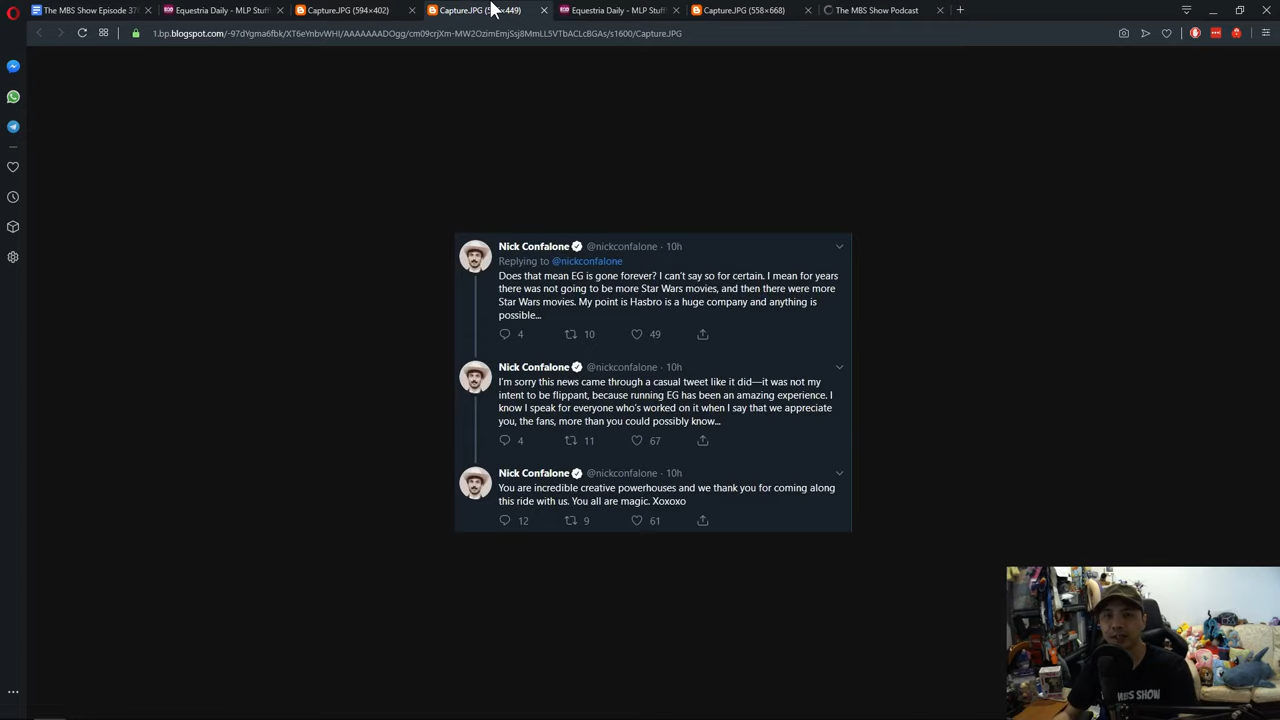 The MBS Show Episode 37
Equestria Daily - MLP Stuf
Capture.JPG (594×402)
Capture.JPG (5 ×449)
Equestria Daily - MLP Stuf
Capture.JPG (558×668)
The MBS Show Podcast
Nick Confalone @nickconfalone · 10h
Replying to @nickconfalone
Does that mean EG is gone forever? I can't say so for certain. I mean for years
there was not going to be more Star Wars movies, and then there were more
Star Wars movies. My point is Hasbro is a huge company and anything is
possible...
4 10 49
Nick Confalone @nickconfalone · 10h
I'm sorry this news came through a casual tweet like it did—it was not my
intent to be flippant, because running EG has been an amazing experience. I
know I speak for everyone who's worked on it when I say that we appreciate
you, the fans, more than you could possibly know...
4 11 67
Nick Confalone @nickconfalone · 10h
You are incredible creative powerhouses and we thank you for coming along
this ride with us. You all are magic. Xoxoxo
12 9 61
MBS SHOW